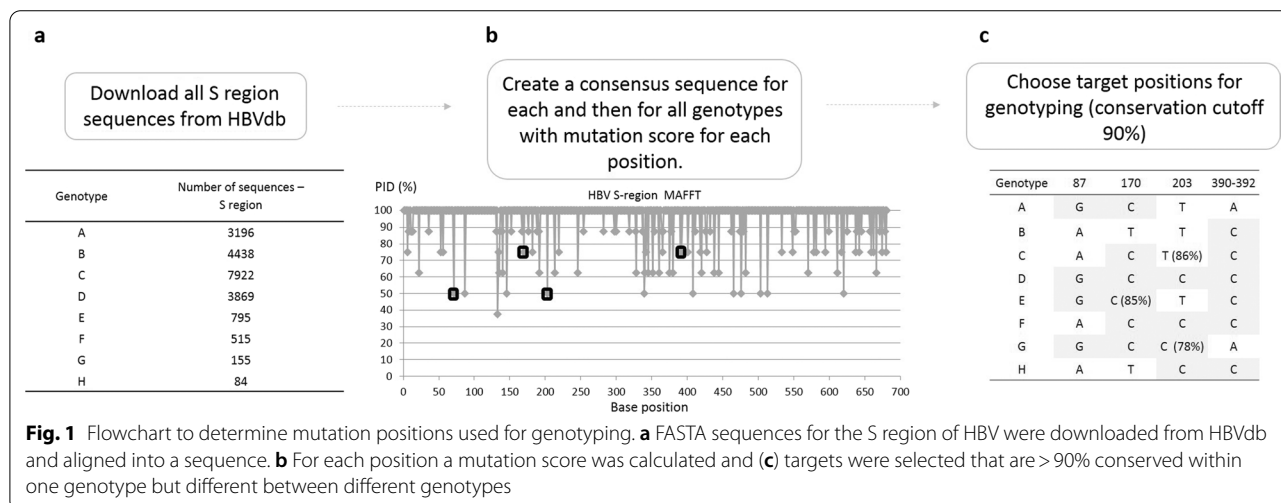 a
Download all S region
sequences from HBVdb
Genotype Number of sequences –
S region
A 3196
B 4438
C 7922
D 3869
E 795
F 515
G 155
H 84
b
Create a consensus sequence for
each and then for all genotypes
with mutation score for each
position.
PID (%)
HBV S-region MAFFT
100
90
80
70
60
50
40
30
20
10
0
0 50 100 150 200 250 300 350 400 450 500 550 600 650 700
Base position
c
Choose target positions for
genotyping (conservation cutoff
90%)
Genotype 87 170 203 390-392
A G C T A
B A T T C
C A C T (86%) C
D G C C C
E G C (85%) T C
F A C C C
G G C C (78%) A
H A T C C
Fig. 1 Flowchart to determine mutation positions used for genotyping. a FASTA sequences for the S region of HBV were downloaded from HBVdb
and aligned into a sequence. b For each position a mutation score was calculated and (c) targets were selected that are > 90% conserved within
one genotype but different between different genotypes